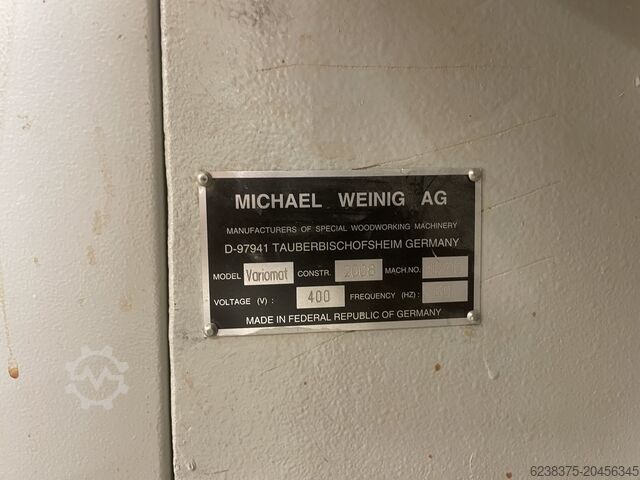 MICHAEL WEINIG AG
MANUFACTURERS OF SPECIAL WOODWORKING MACHINERY
D-97941 TAUBERBISCHOFSHEIM GERMANY
MODEL Variomat CONSTR. 2008 MACH.NO.
VOLTAGE (V) : 400 FREQUENCY (HZ) :
MADE IN FEDERAL REPUBLIC OF GERMANY
6238375-20456345